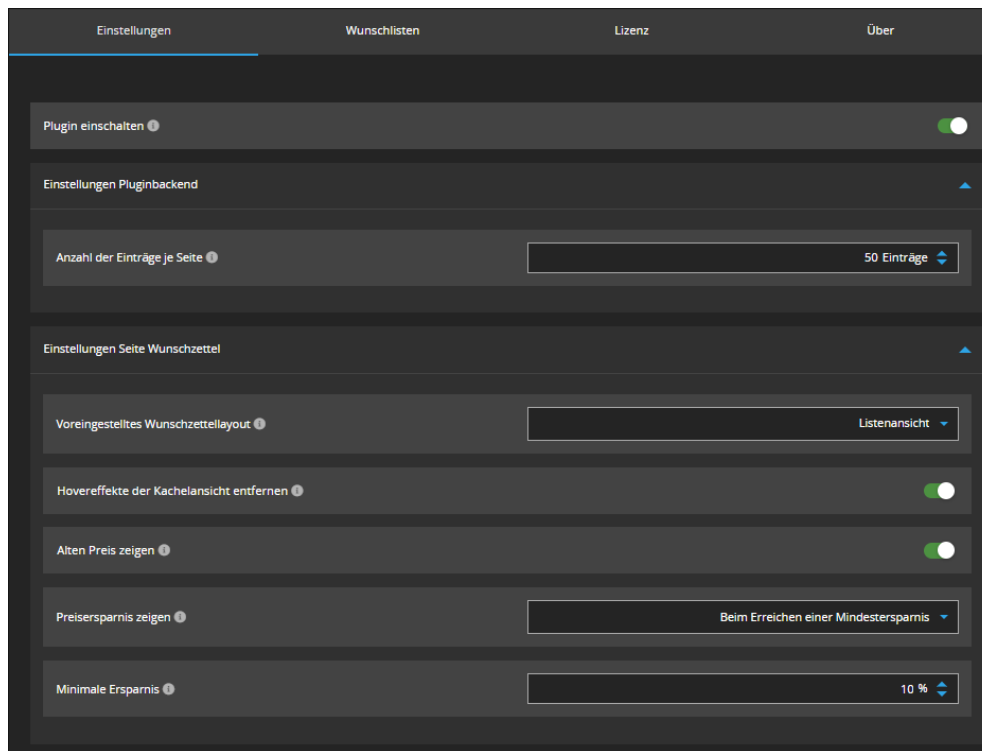 Einstellungen Wunschlisten Lizenz Über
Plugin einschalten
Einstellungen Pluginbackend
Anzahl der Einträge je Seite 50 Einträge
Einstellungen Seite Wunschzettel
Voreingestelltes Wunschzettellayout Listenansicht
Hovereffekte der Kachelansicht entfernen
Alten Preis zeigen
Preisersparnis zeigen Beim Erreichen einer Mindestersparnis
Minimale Ersparnis 10 %